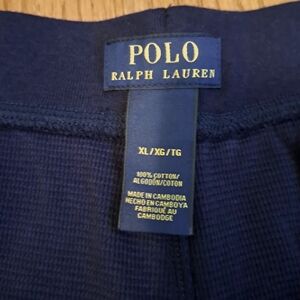 POLO
RALPH LAUREN
XL/XG/TG
100% COTTON/
ALGODÓN/COTON
MADE IN CAMBODIA
HECHO EN CAMBOYA
FABRIQUÉ AU
CAMBODGE